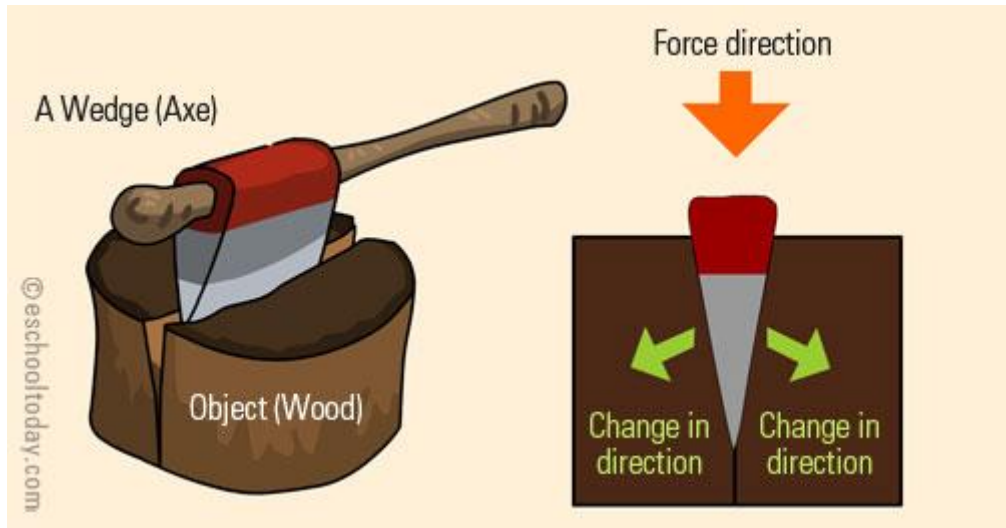 A Wedge (Axe)
Object (Wood)
©eschooltoday.com
Force direction
Change in
direction
Change in
direction